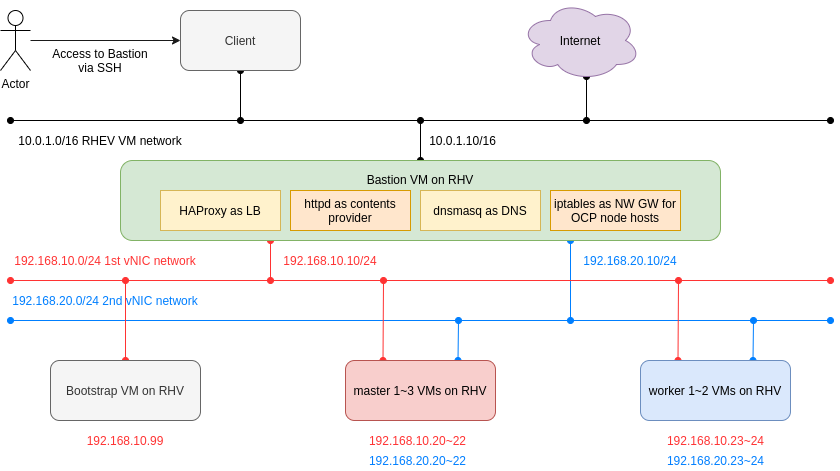 Client
Internet
Access to Bastion
via SSH
Actor
10.0.1.0/16 RHEV VM network
10.0.1.10/16
Bastion VM on RHV
HAProxy as LB
httpd as contents
provider
dnsmasq as DNS
iptables as NW GW for
OCP node hosts
192.168.10.0/24 1st vNIC network
192.168.10.10/24
192.168.20.10/24
192.168.20.0/24 2nd vNIC network
Bootstrap VM on RHV
master 1~3 VMs on RHV
worker 1~2 VMs on RHV
192.168.10.99
192.168.10.20~22
192.168.20.20~22
192.168.10.23~24
192.168.20.23~24